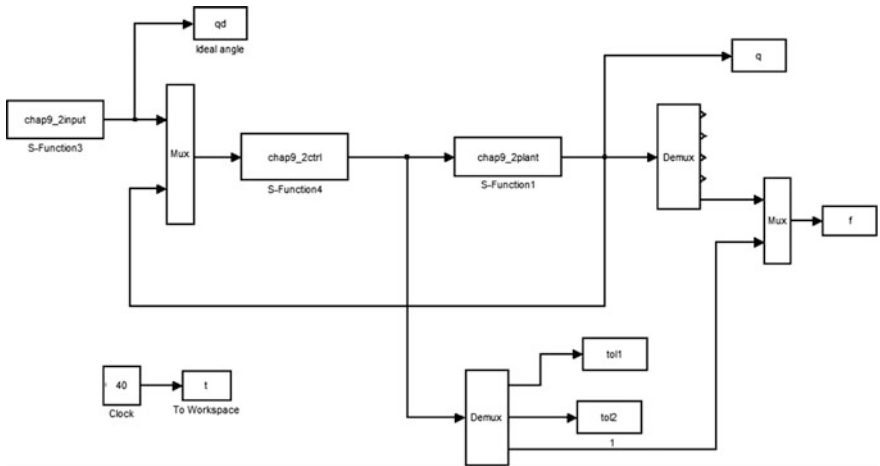 qd
Ideal angle
q
chap9_2input
S-Function3
Mux
chap9_2ctrl
S-Function4
chap9_2plant
S-Function1
Demux
Mux
f
tol1
40
Clock
t
To Workspace
Demux
tol2
1